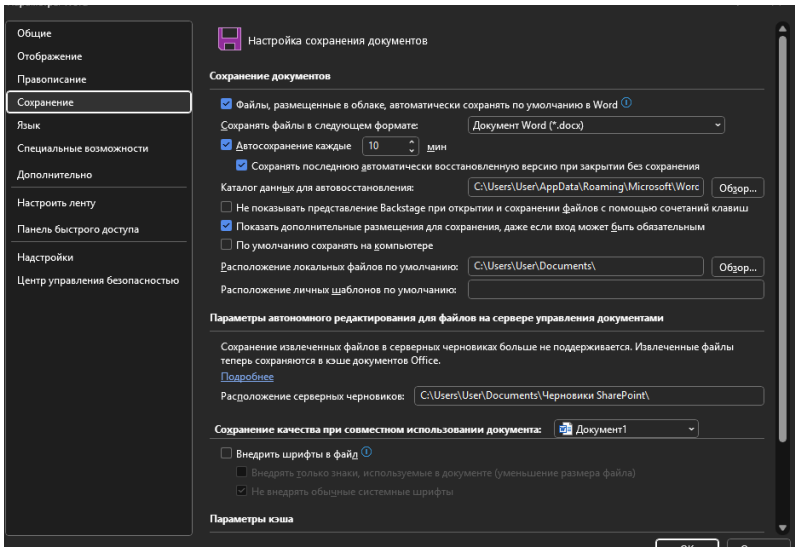 Общие
Отображение
Правописание
Сохранение
Язык
Специальные возможности
Дополнительно
Настроить ленту
Панель быстрого доступа
Надстройки
Центр управления безопасностью
Настройка сохранения документов
Сохранение документов
Файлы, размещенные в облаке, автоматически сохранять по умолчанию в Word
Сохранять файлы в следующем формате: Документ Word (*.docx)
Автосохранение каждые 10 мин
Сохранять последнюю автоматически восстановленную версию при закрытии без сохранения
Каталог данных для автовосстановления: C:\Users\User\AppData\Roaming\Microsoft\Word Обзор...
Не показывать представление Backstage при открытии и сохранении файлов с помощью сочетаний клавиш
Показать дополнительные размещения для сохранения, даже если вход может быть обязательным
По умолчанию сохранять на компьютере
Расположение локальных файлов по умолчанию: C:\Users\User\Documents\ Обзор...
Расположение личных шаблонов по умолчанию:
Параметры автономного редактирования для файлов на сервере управления документами
Сохранение извлеченных файлов в серверных черновиках больше не поддерживается. Извлеченные файлы
теперь сохраняются в кэше документов Office.
Подробнее
Расположение серверных черновиков: C:\Users\User\Documents\Черновики SharePoint\
Сохранение качества при совместном использовании документа: Документ1
Внедрить шрифты в файл
Внедрять только знаки, используемые в документе (уменьшение размера файла)
Не внедрять обычные системные шрифты
Параметры кэша